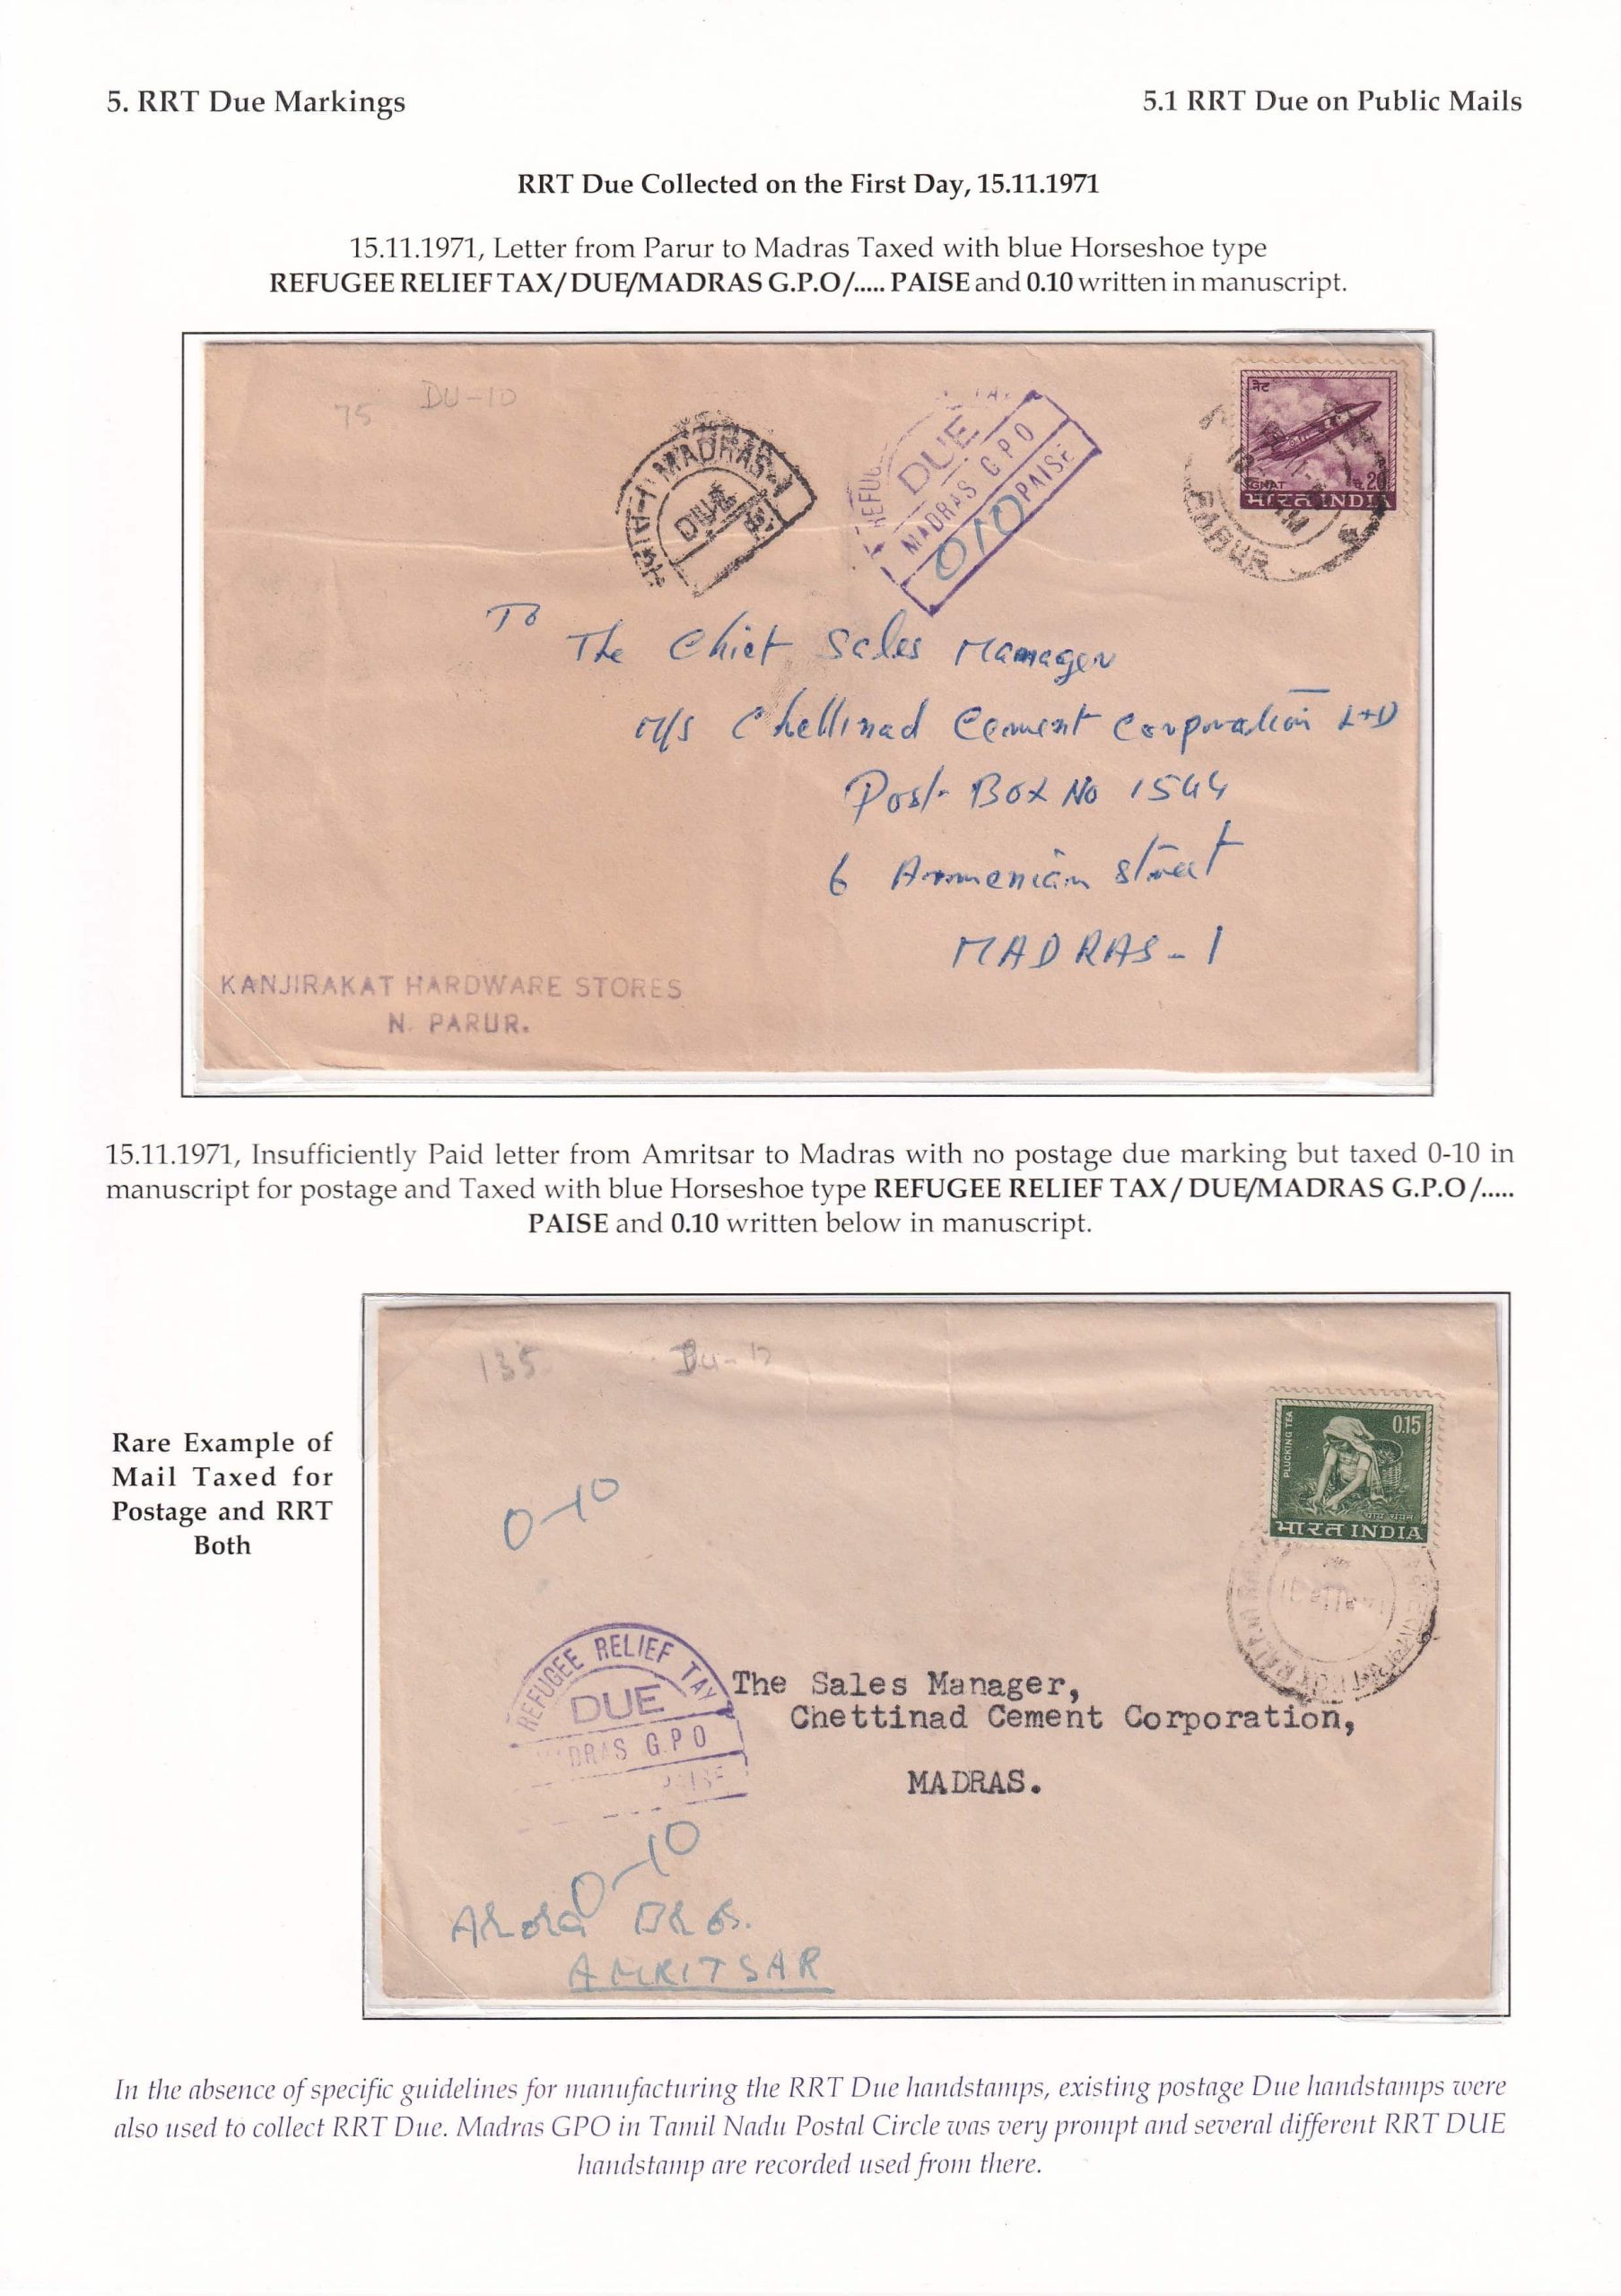 5. RRT Due Markings
5.1 RRT Due on Public Mails
RRT Due Collected on the First Day, 15.11.1971
15.11.1971, Letter from Parur to Madras Taxed with blue Horseshoe type
REFUGEE RELIEF TAX/ DUE/MADRAS G.P.O/..... PAISE and 0.10 written in manuscript.
75 DU-10
MADRAS-1
DUE
REFUG TAX
DUE
MADRAS G P O
0/10 PAISE
नेट
GNAT
20
भारत INDIA
PARUR
To
The Chief Sales Manager
M/s Chettinad Cement Corporation LTD
Post Box No 1544
6 Armenian street
MADRAS-1
KANJIRAKAT HARDWARE STORES
N. PARUR.
15.11.1971, Insufficiently Paid letter from Amritsar to Madras with no postage due marking but taxed 0-10 in
manuscript for postage and Taxed with blue Horseshoe type REFUGEE RELIEF TAX/ DUE/MADRAS G.P.O /.....
PAISE and 0.10 written below in manuscript.
Rare Example of
Mail Taxed for
Postage and RRT
Both
135 DU-
PLUCKING TEA
0.15
चाय चयन
भारत INDIA
0-10
REFUGEE RELIEF TAX
DUE
DRAS G.P O
PAISE
0-10
The Sales Manager,
Chettinad Cement Corporation,
MADRAS.
Arora Bros.
AMRITSAR
In the absence of specific guidelines for manufacturing the RRT Due handstamps, existing postage Due handstamps were
also used to collect RRT Due. Madras GPO in Tamil Nadu Postal Circle was very prompt and several different RRT DUE
handstamp are recorded used from there.